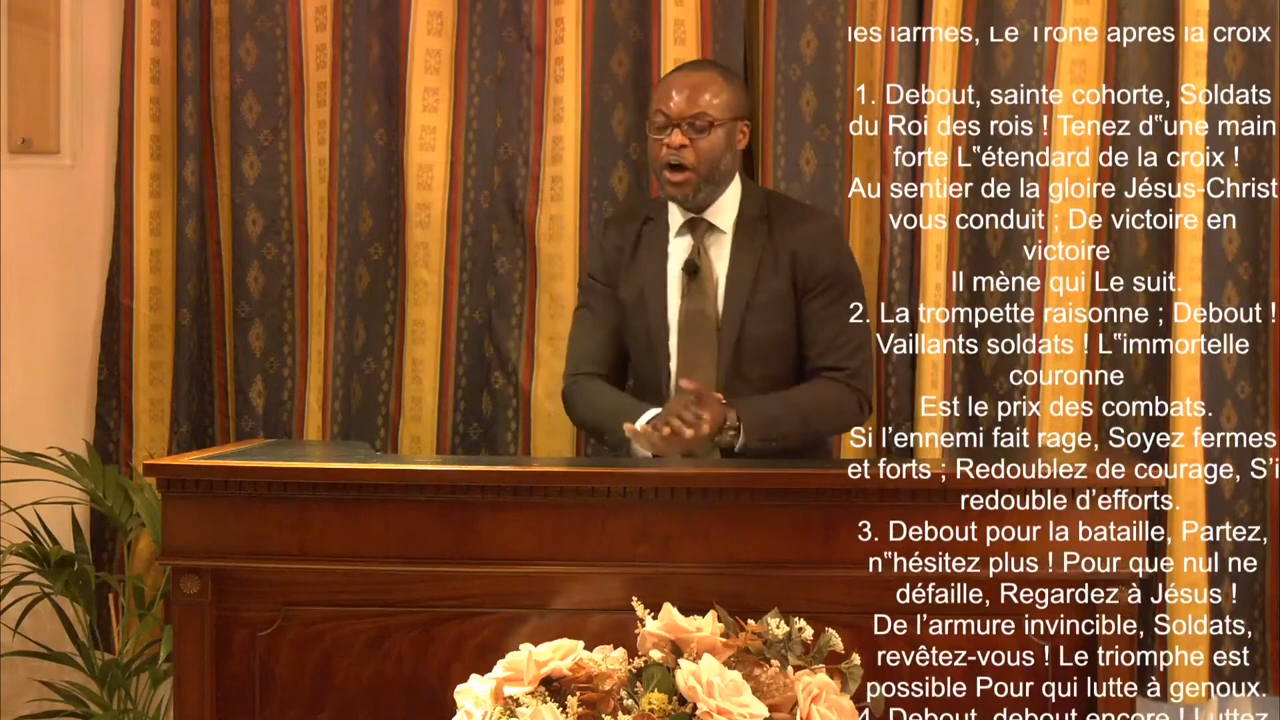 les larmes, Le Trône après la croix
1. Debout, sainte cohorte, Soldats
du Roi des rois ! Tenez d‟une main
forte L‟étendard de la croix !
Au sentier de la gloire Jésus-Christ
vous conduit ; De victoire en
victoire
Il mène qui Le suit.
2. La trompette raisonne ; Debout !
Vaillants soldats ! L‟immortelle
couronne
Est le prix des combats.
Si l’ennemi fait rage, Soyez fermes
et forts ; Redoublez de courage, S’i
redouble d’efforts.
3. Debout pour la bataille, Partez,
n‟hésitez plus ! Pour que nul ne
défaille, Regardez à Jésus !
De l’armure invincible, Soldats,
revêtez-vous ! Le triomphe est
possible Pour qui lutte à genoux.
4. Debout, debout encore ! Luttez